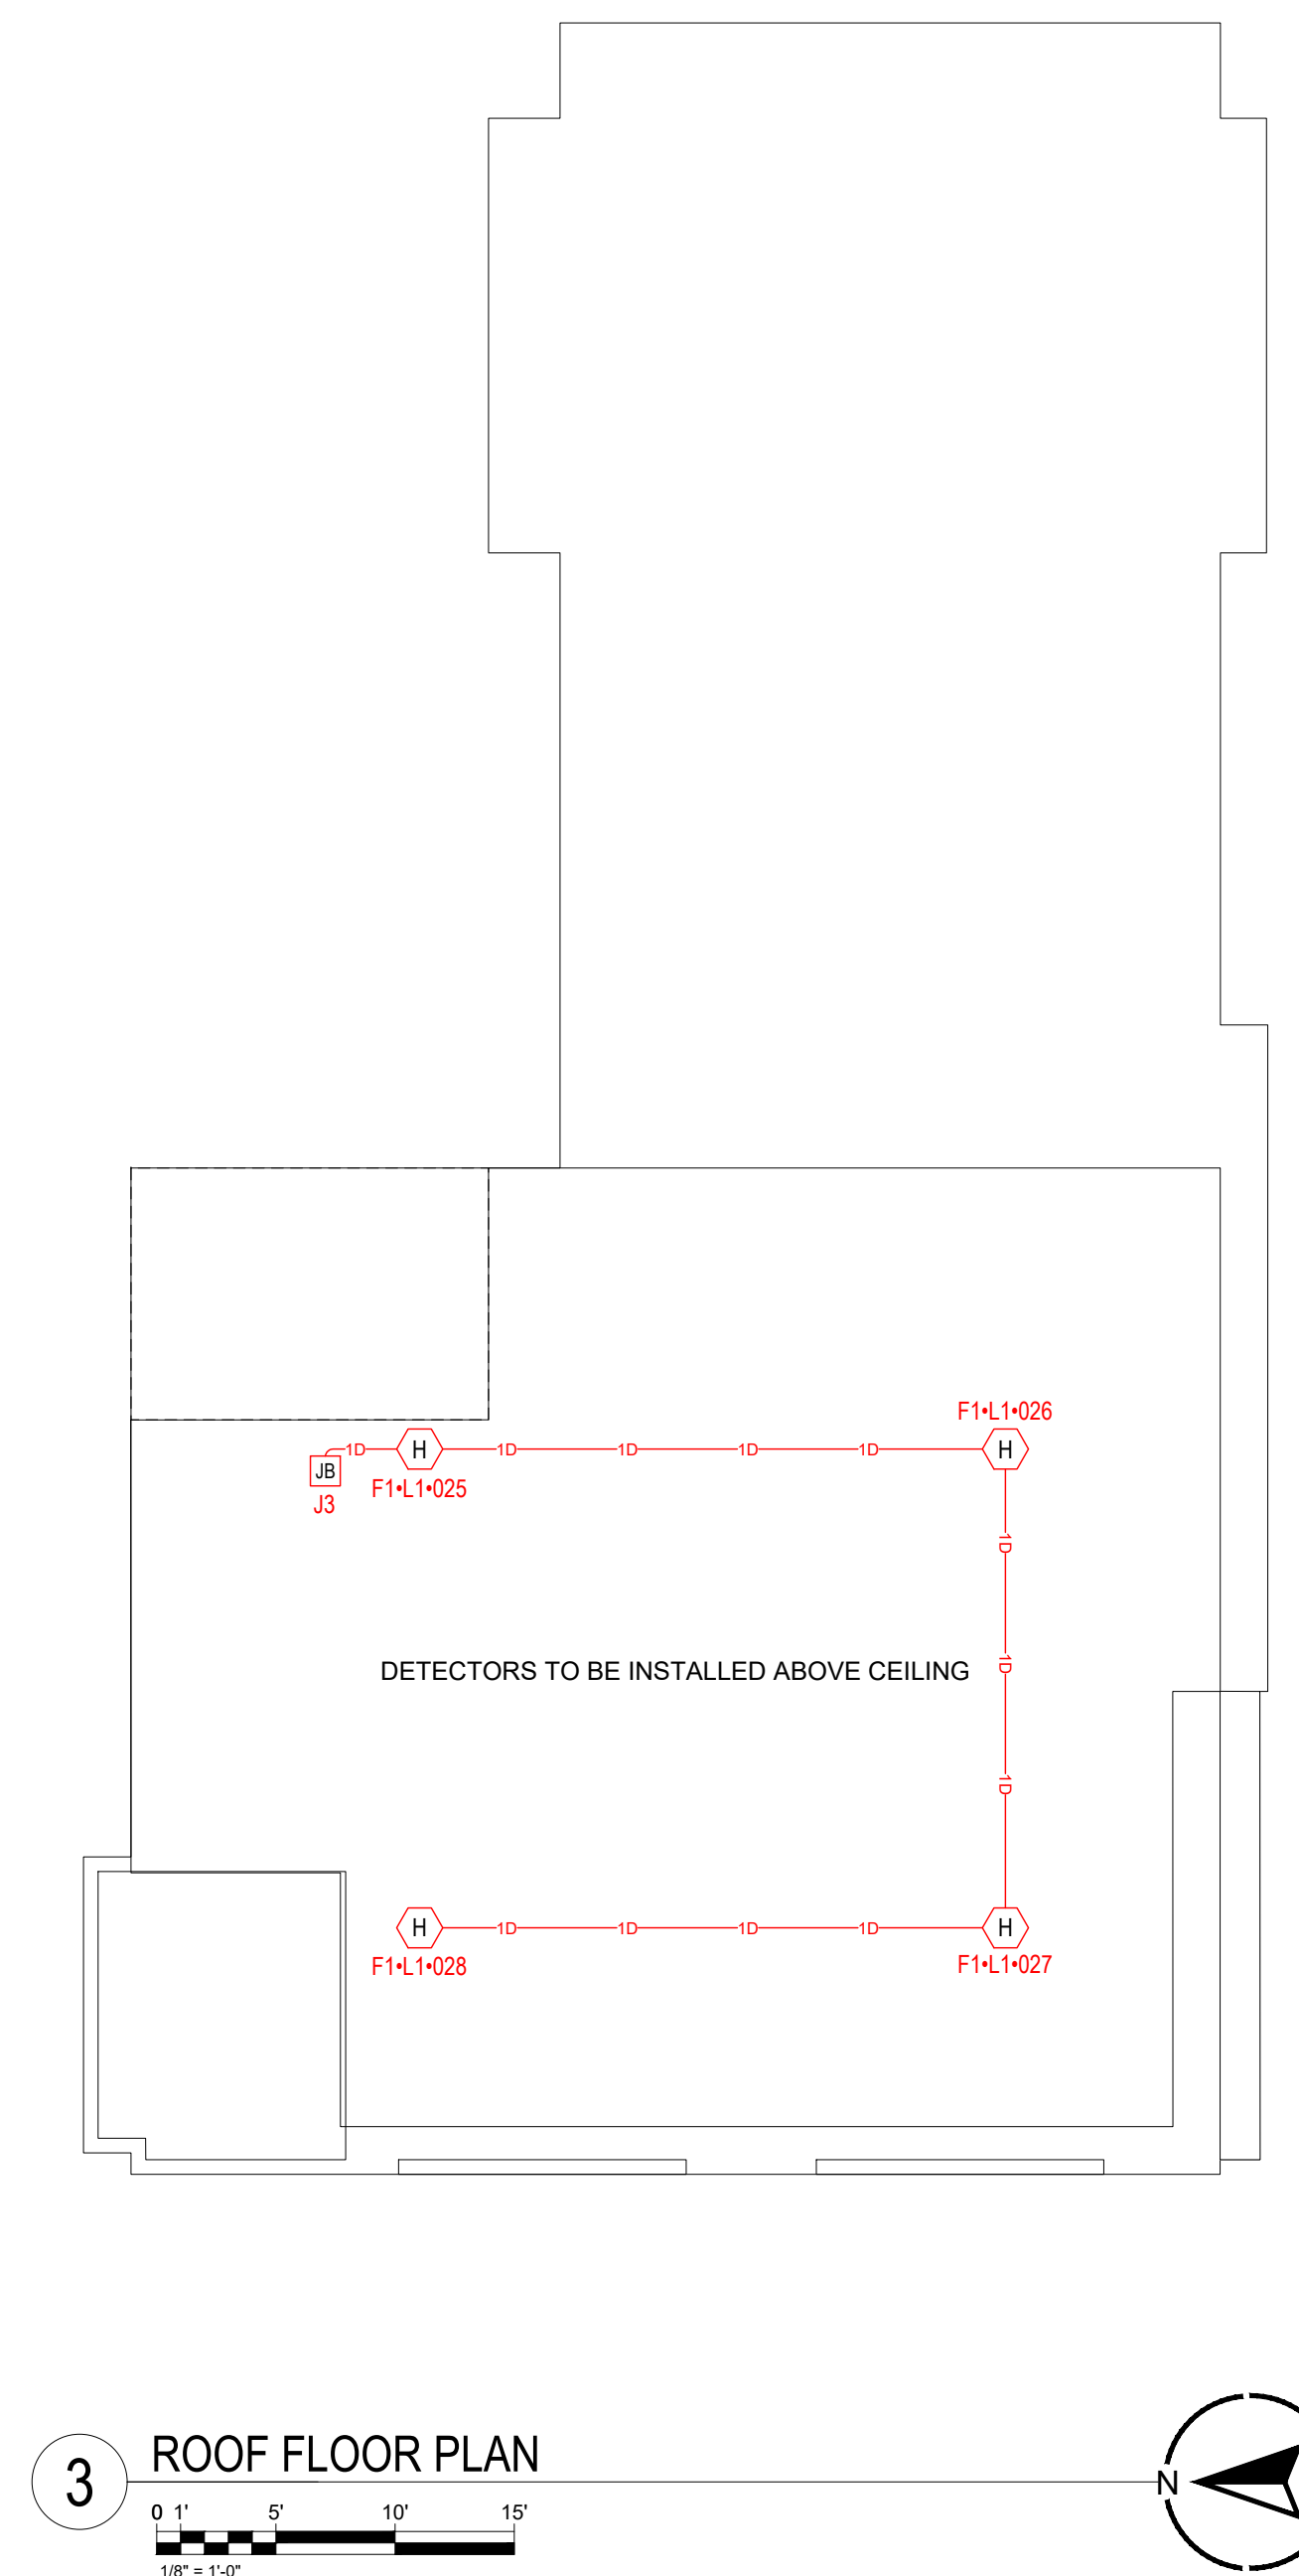 F1•L1•026
JB 1D H 1D 1D 1D 1D H
F1•L1•025
J3
1D
DETECTORS TO BE INSTALLED ABOVE CEILING
1D
1D
H 1D 1D 1D 1D H
F1•L1•028 F1•L1•027
3 ROOF FLOOR PLAN
N
0 1' 5' 10' 15'
1/8" = 1'-0"